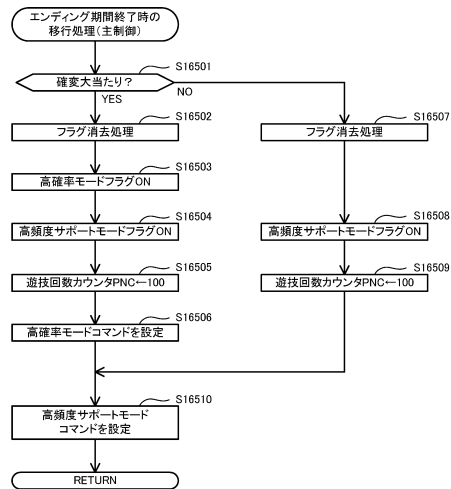 エンディング期間終了時の
移行処理(主制御)
S16501
確変大当たり?
NO
YES
S16502
フラグ消去処理
S16507
フラグ消去処理
S16503
高確率モードフラグON
S16504
高頻度サポートモードフラグON
S16508
高頻度サポートモードフラグON
S16505
遊技回数カウンタPNC←100
S16509
遊技回数カウンタPNC←100
S16506
高確率モードコマンドを設定
S16510
高頻度サポートモード
コマンドを設定
RETURN